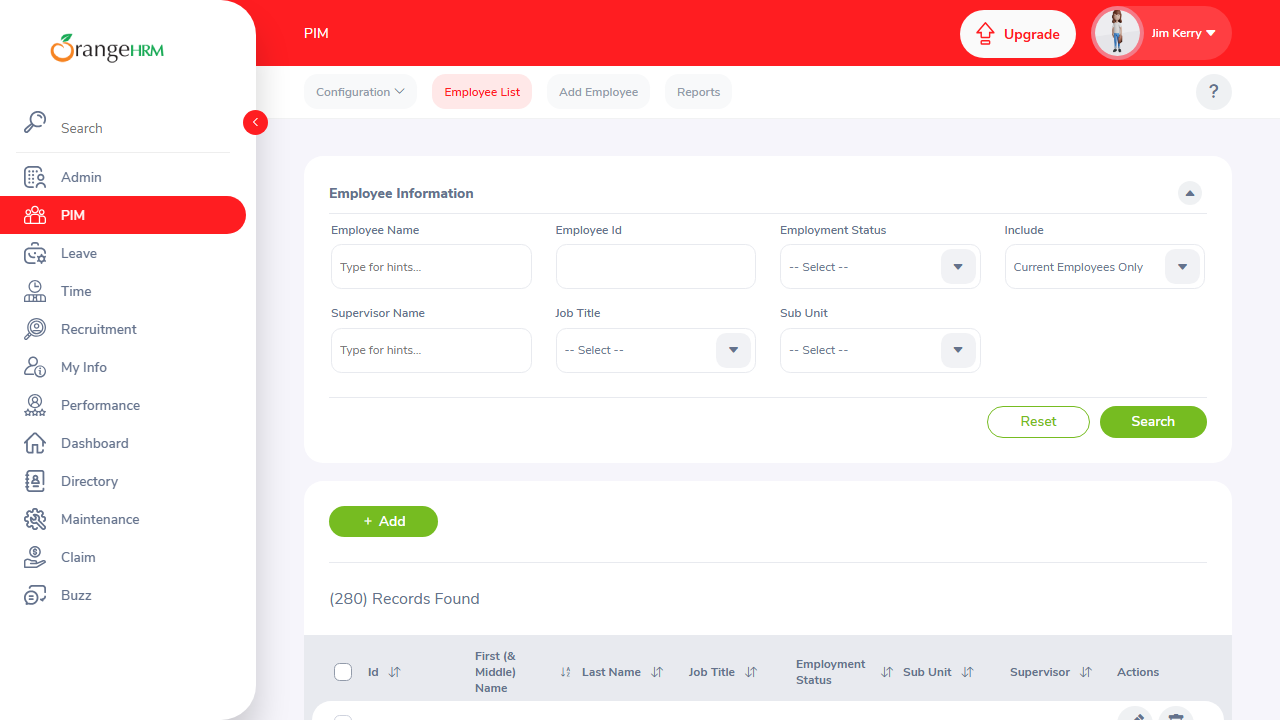 OrangeHRM
Search
Admin
PIM
Leave
Time
Recruitment
My Info
Performance
Dashboard
Directory
Maintenance
Claim
Buzz
PIM
Upgrade
Jim Kerry
Configuration
Employee List
Add Employee
Reports
?
Employee Information
Employee Name
Employee Id
Employment Status
Include
Type for hints...
-- Select --
Current Employees Only
Supervisor Name
Job Title
Sub Unit
Type for hints...
-- Select --
-- Select --
Reset
Search
+ Add
(280) Records Found
Id
First (& Middle) Name
Last Name
Job Title
Employment Status
Sub Unit
Supervisor
Actions